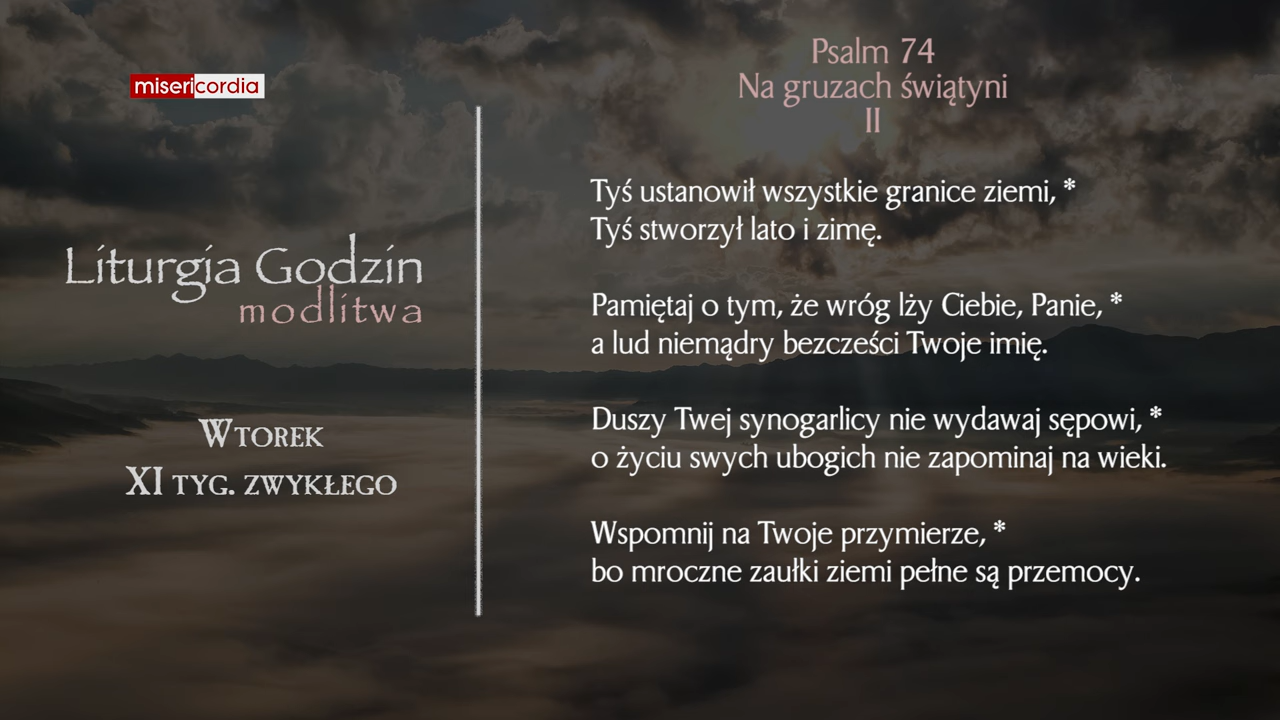 misericordia
Liturgia Godzin
modlitwa
Wtorek
XI tyg. zwykłego
Psalm 74
Na gruzach świątyni
II
Tyś ustanowił wszystkie granice ziemi, *
Tyś stworzył lato i zimę.
Pamiętaj o tym, że wróg lży Ciebie, Panie, *
a lud niemądry bezcześci Twoje imię.
Duszy Twej synogarlicy nie wydawaj sępowi, *
o życiu swych ubogich nie zapominaj na wieki.
Wspomnij na Twoje przymierze, *
bo mroczne zaułki ziemi pełne są przemocy.